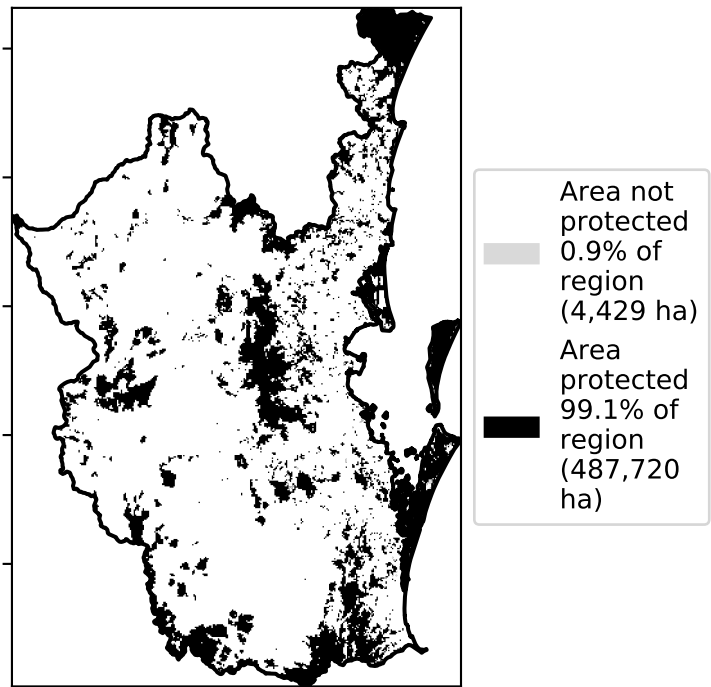 Area not
protected
0.9% of
region
(4,429 ha)
Area
protected
99.1% of
region
(487,720
ha)